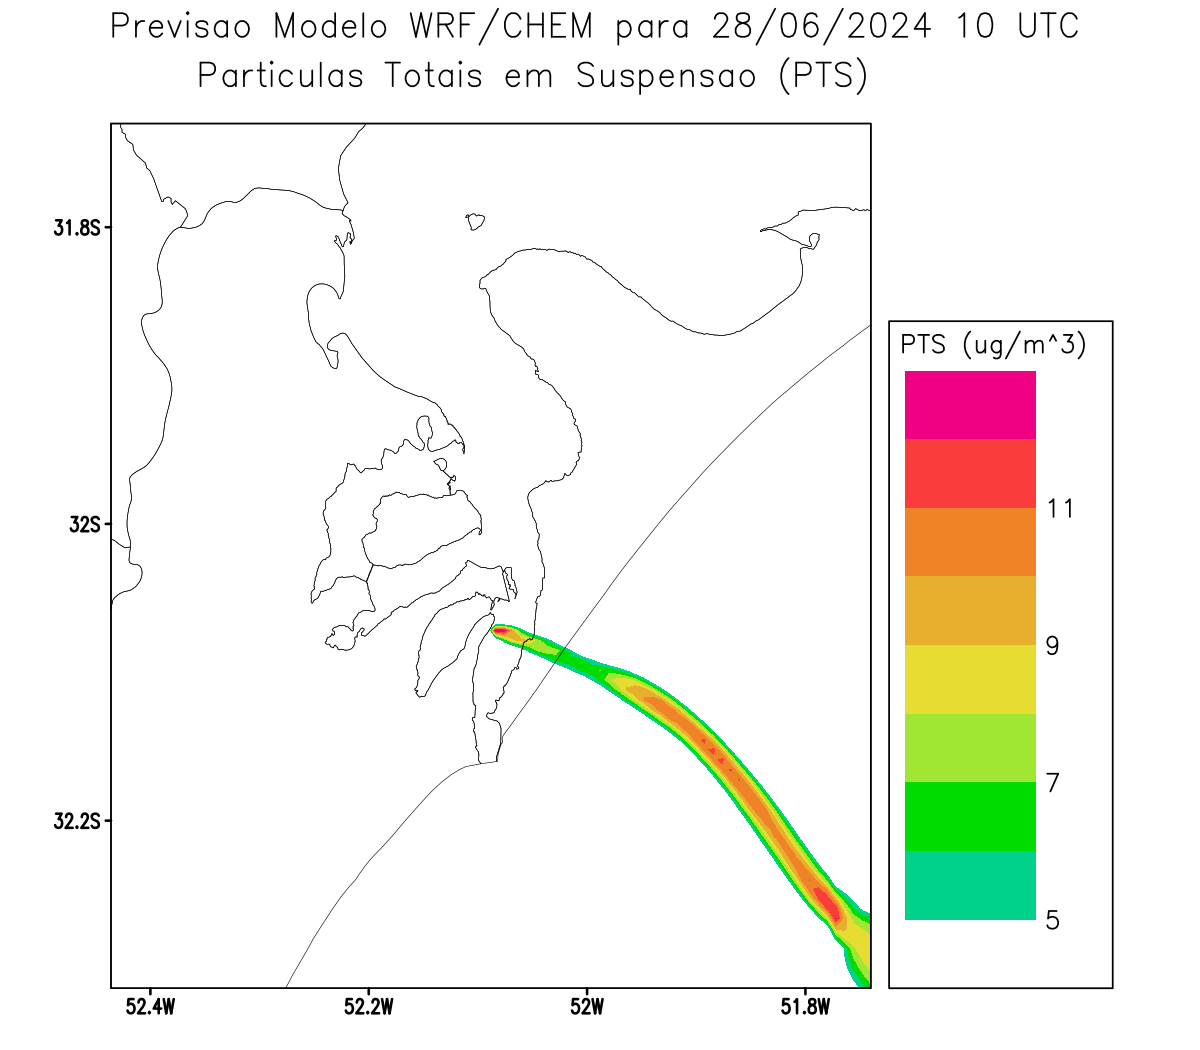 Previsao Modelo WRF/CHEM para 28/06/2024 10 UTC
Particulas Totais em Suspensao (PTS)
31.8S
32S
32.2S
52.4W 52.2W 52W 51.8W
PTS (ug/m^3)
11
9
7
5